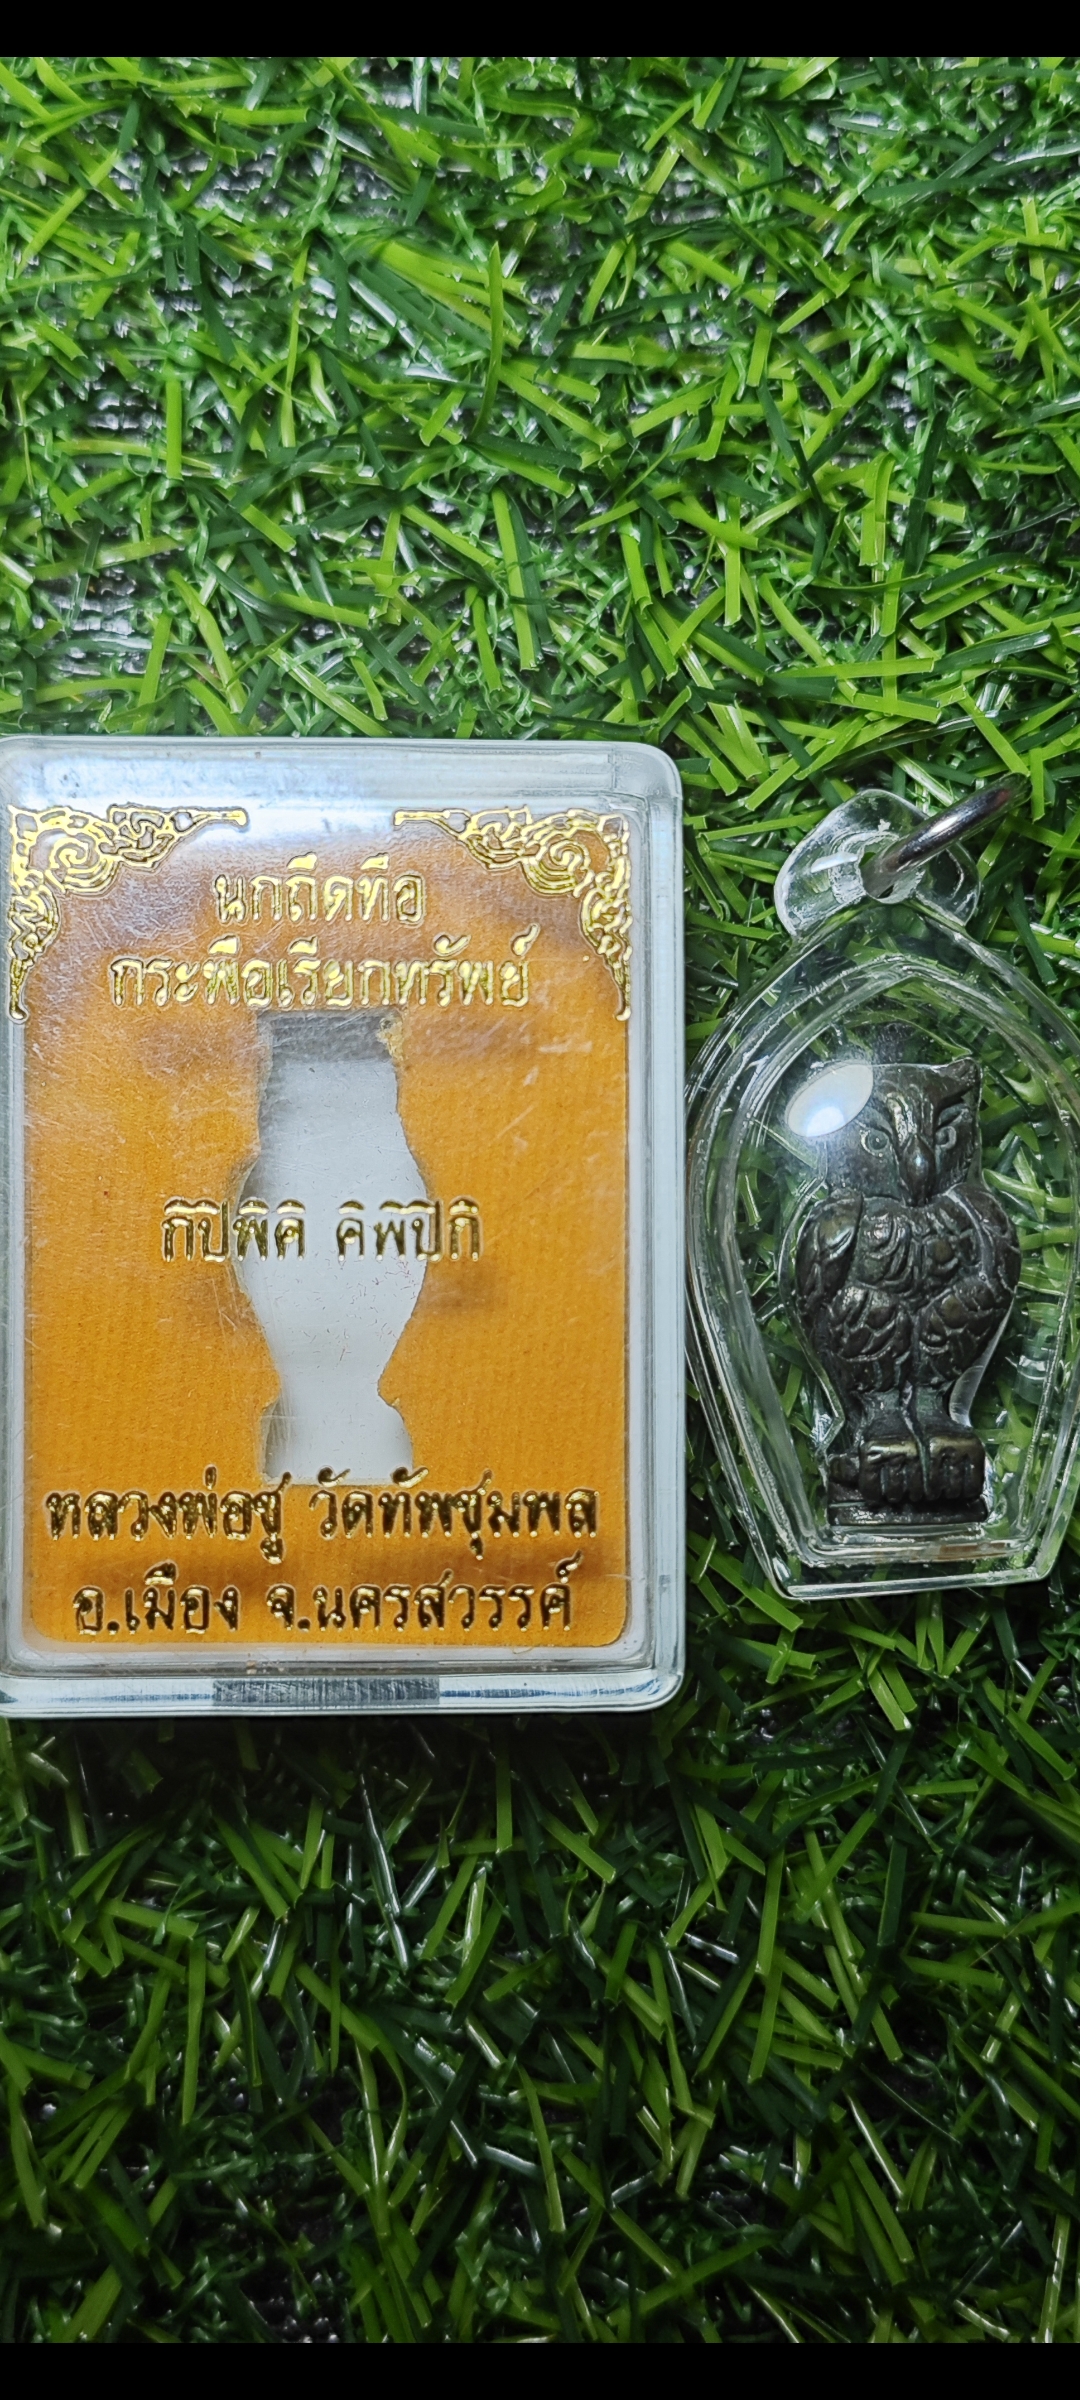 นกถืดทือ
กระพือเรียกทรัพย์
กิปิพิคิ คิพิปิกิ
หลวงพ่อชู วัดทัพชุมพล
อ.เมือง จ.นครสวรรค์